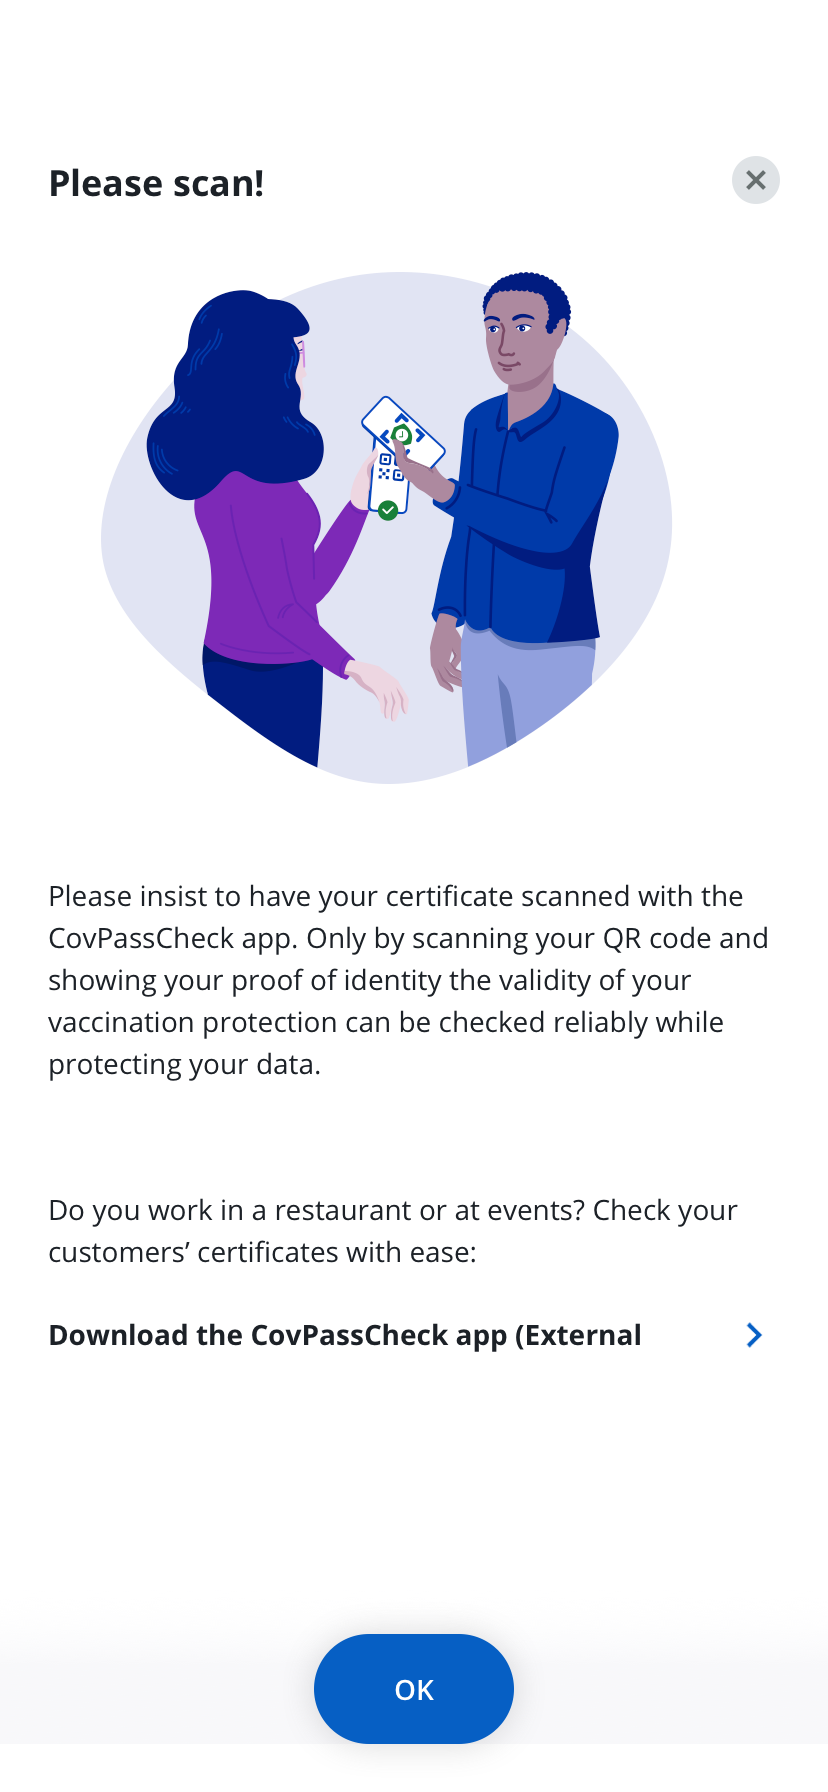 Please scan!
Please insist to have your certificate scanned with the
CovPassCheck app. Only by scanning your QR code and
showing your proof of identity the validity of your
vaccination protection can be checked reliably while
protecting your data.
Do you work in a restaurant or at events? Check your
customers’ certificates with ease:
Download the CovPassCheck app (External
OK